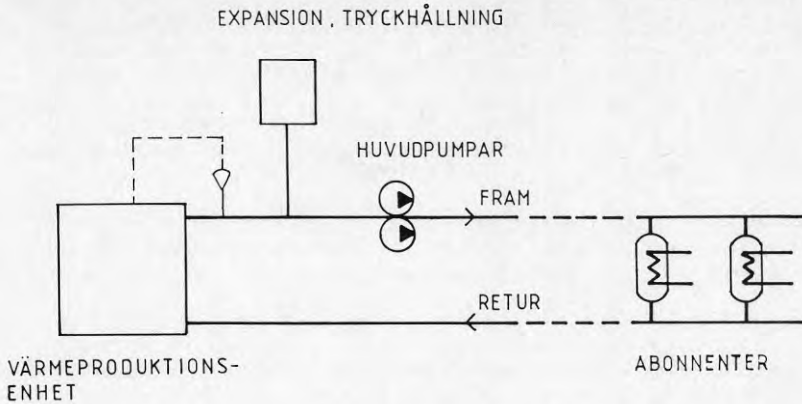 EXPANSION, TRYCKHÅLLNING
HUVUDPUMPAR
FRAM
RETUR
VÄRMEPRODUKTIONS-
ENHET
ABONNENTER